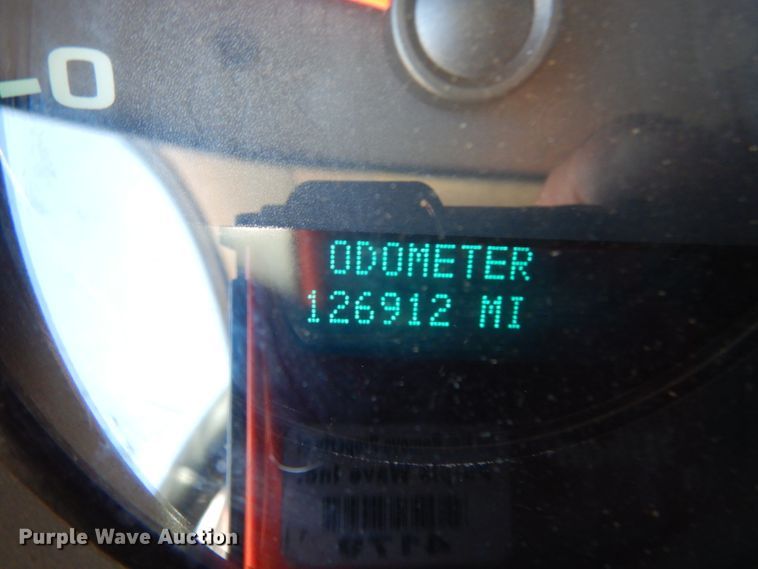 0
ODOMETER
126912 MI
Purple Wave Auction